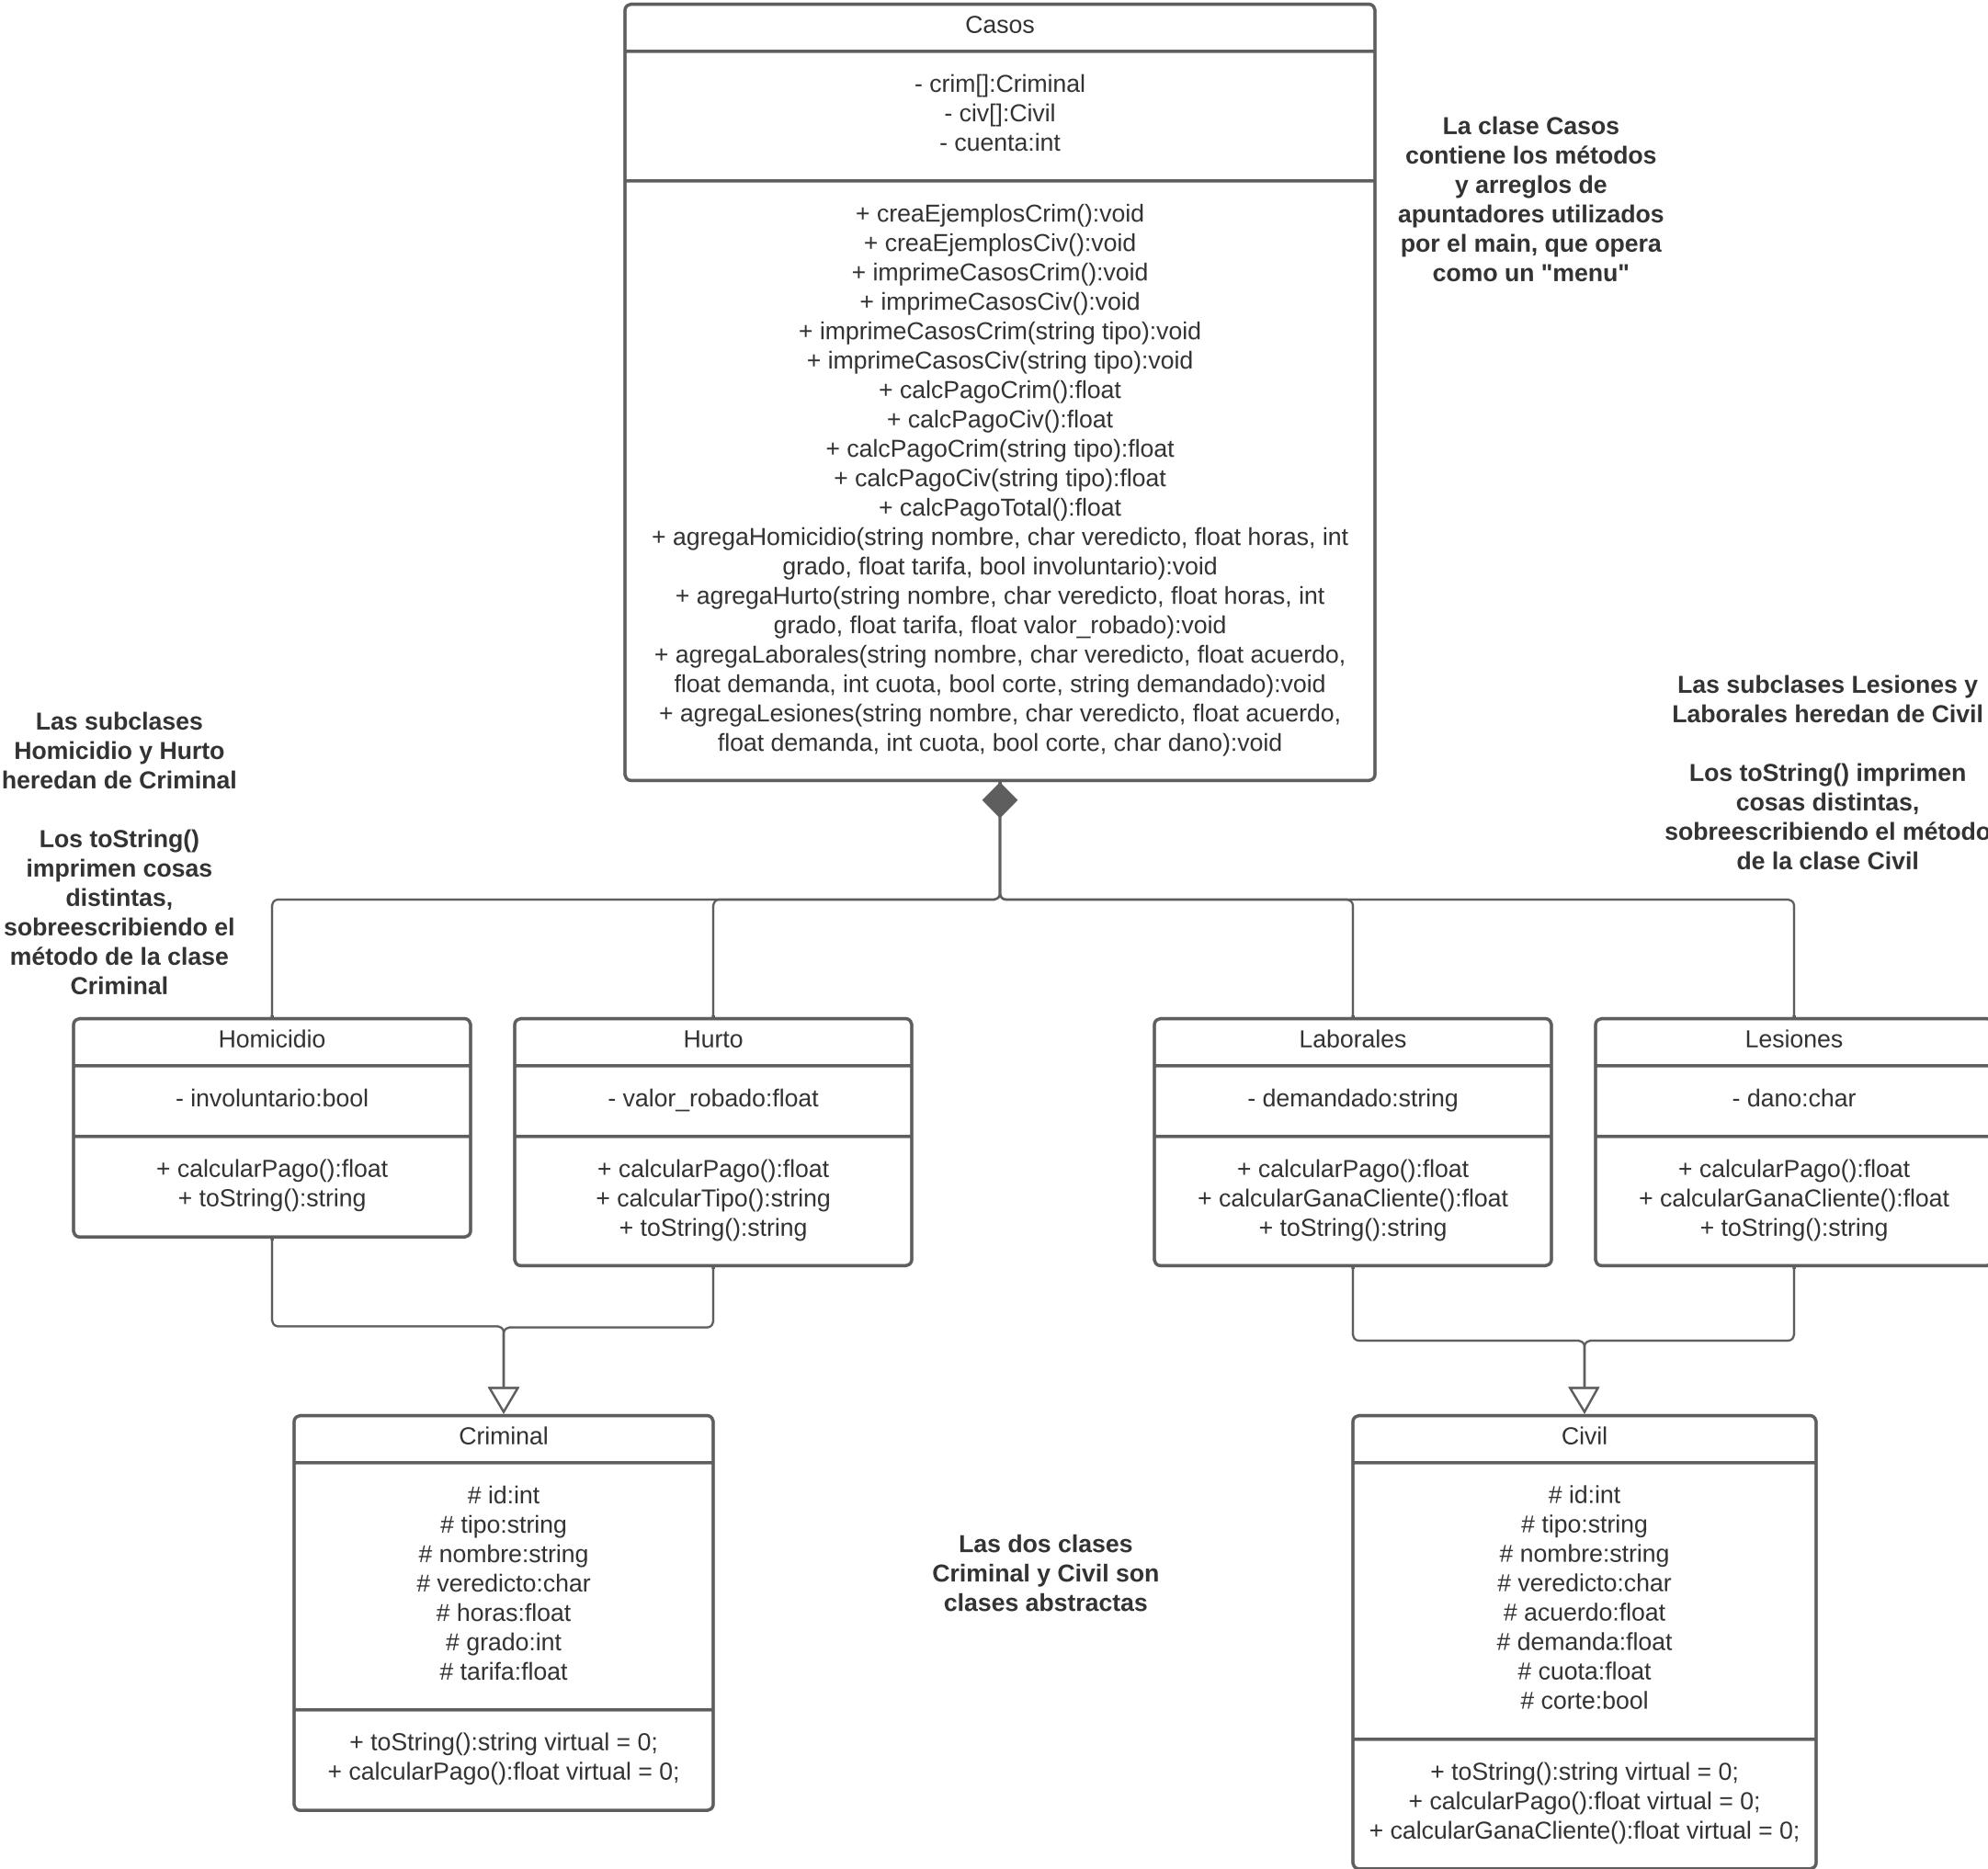 Casos
- crim[]:Criminal
- civ[]:Civil
- cuenta:int
+ creaEjemplosCrim():void
+ creaEjemplosCiv():void
+ imprimeCasosCrim():void
+ imprimeCasosCiv():void
+ imprimeCasosCrim(string tipo):void
+ imprimeCasosCiv(string tipo):void
+ calcPagoCrim():float
+ calcPagoCiv():float
+ calcPagoCrim(string tipo):float
+ calcPagoCiv(string tipo):float
+ calcPagoTotal():float
+ agregaHomicidio(string nombre, char veredicto, float horas, int
grado, float tarifa, bool involuntario):void
+ agregaHurto(string nombre, char veredicto, float horas, int
grado, float tarifa, float valor_robado):void
+ agregaLaborales(string nombre, char veredicto, float acuerdo,
float demanda, int cuota, bool corte, string demandado):void
+ agregaLesiones(string nombre, char veredicto, float acuerdo,
float demanda, int cuota, bool corte, char dano):void
La clase Casos
contiene los métodos
y arreglos de
apuntadores utilizados
por el main, que opera
como un "menu"
Las subclases
Homicidio y Hurto
heredan de Criminal
Los toString()
imprimen cosas
distintas,
sobreescribiendo el
método de la clase
Criminal
Las subclases Lesiones y
Laborales heredan de Civil
Los toString() imprimen
cosas distintas,
sobreescribiendo el método
de la clase Civil
Homicidio
- involuntario:bool
+ calcularPago():float
+ toString():string
Hurto
- valor_robado:float
+ calcularPago():float
+ calcularTipo():string
+ toString():string
Laborales
- demandado:string
+ calcularPago():float
+ calcularGanaCliente():float
+ toString():string
Lesiones
- dano:char
+ calcularPago():float
+ calcularGanaCliente():float
+ toString():string
Criminal
# id:int
# tipo:string
# nombre:string
# veredicto:char
# horas:float
# grado:int
# tarifa:float
+ toString():string virtual = 0;
+ calcularPago():float virtual = 0;
Las dos clases
Criminal y Civil son
clases abstractas
Civil
# id:int
# tipo:string
# nombre:string
# veredicto:char
# acuerdo:float
# demanda:float
# cuota:float
# corte:bool
+ toString():string virtual = 0;
+ calcularPago():float virtual = 0;
+ calcularGanaCliente():float virtual = 0;